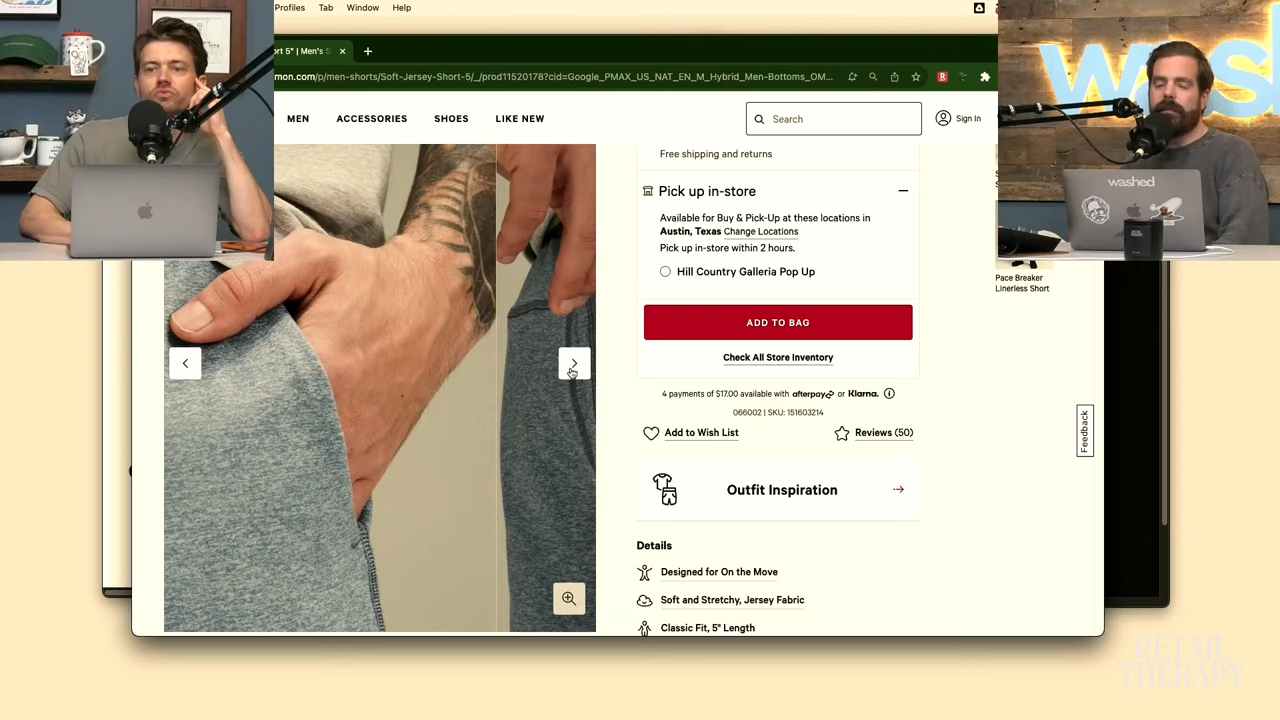 Profiles Tab Window Help
ort 5" | Men's S
mon.com/p/men-shorts/Soft-Jersey-Short-5/_/prod11520178?cid=Google_PMAX_US_NAT_EN_M_Hybrid_Men-Bottoms_OM...
MEN ACCESSORIES SHOES LIKE NEW
Search
Sign In
was
washed
Free shipping and returns
Pick up in-store
Available for Buy & Pick-Up at these locations in
Austin, Texas Change Locations
Pick up in-store within 2 hours.
Hill Country Galleria Pop Up
ADD TO BAG
Check All Store Inventory
4 payments of $17.00 available with afterpay or Klarna.
066002 | SKU: 151603214
Add to Wish List
Reviews (50)
Outfit Inspiration
Details
Designed for On the Move
Soft and Stretchy, Jersey Fabric
Classic Fit, 5" Length
Pace Breaker
Linerless Short
Feedback
RETAIL
THERAPY